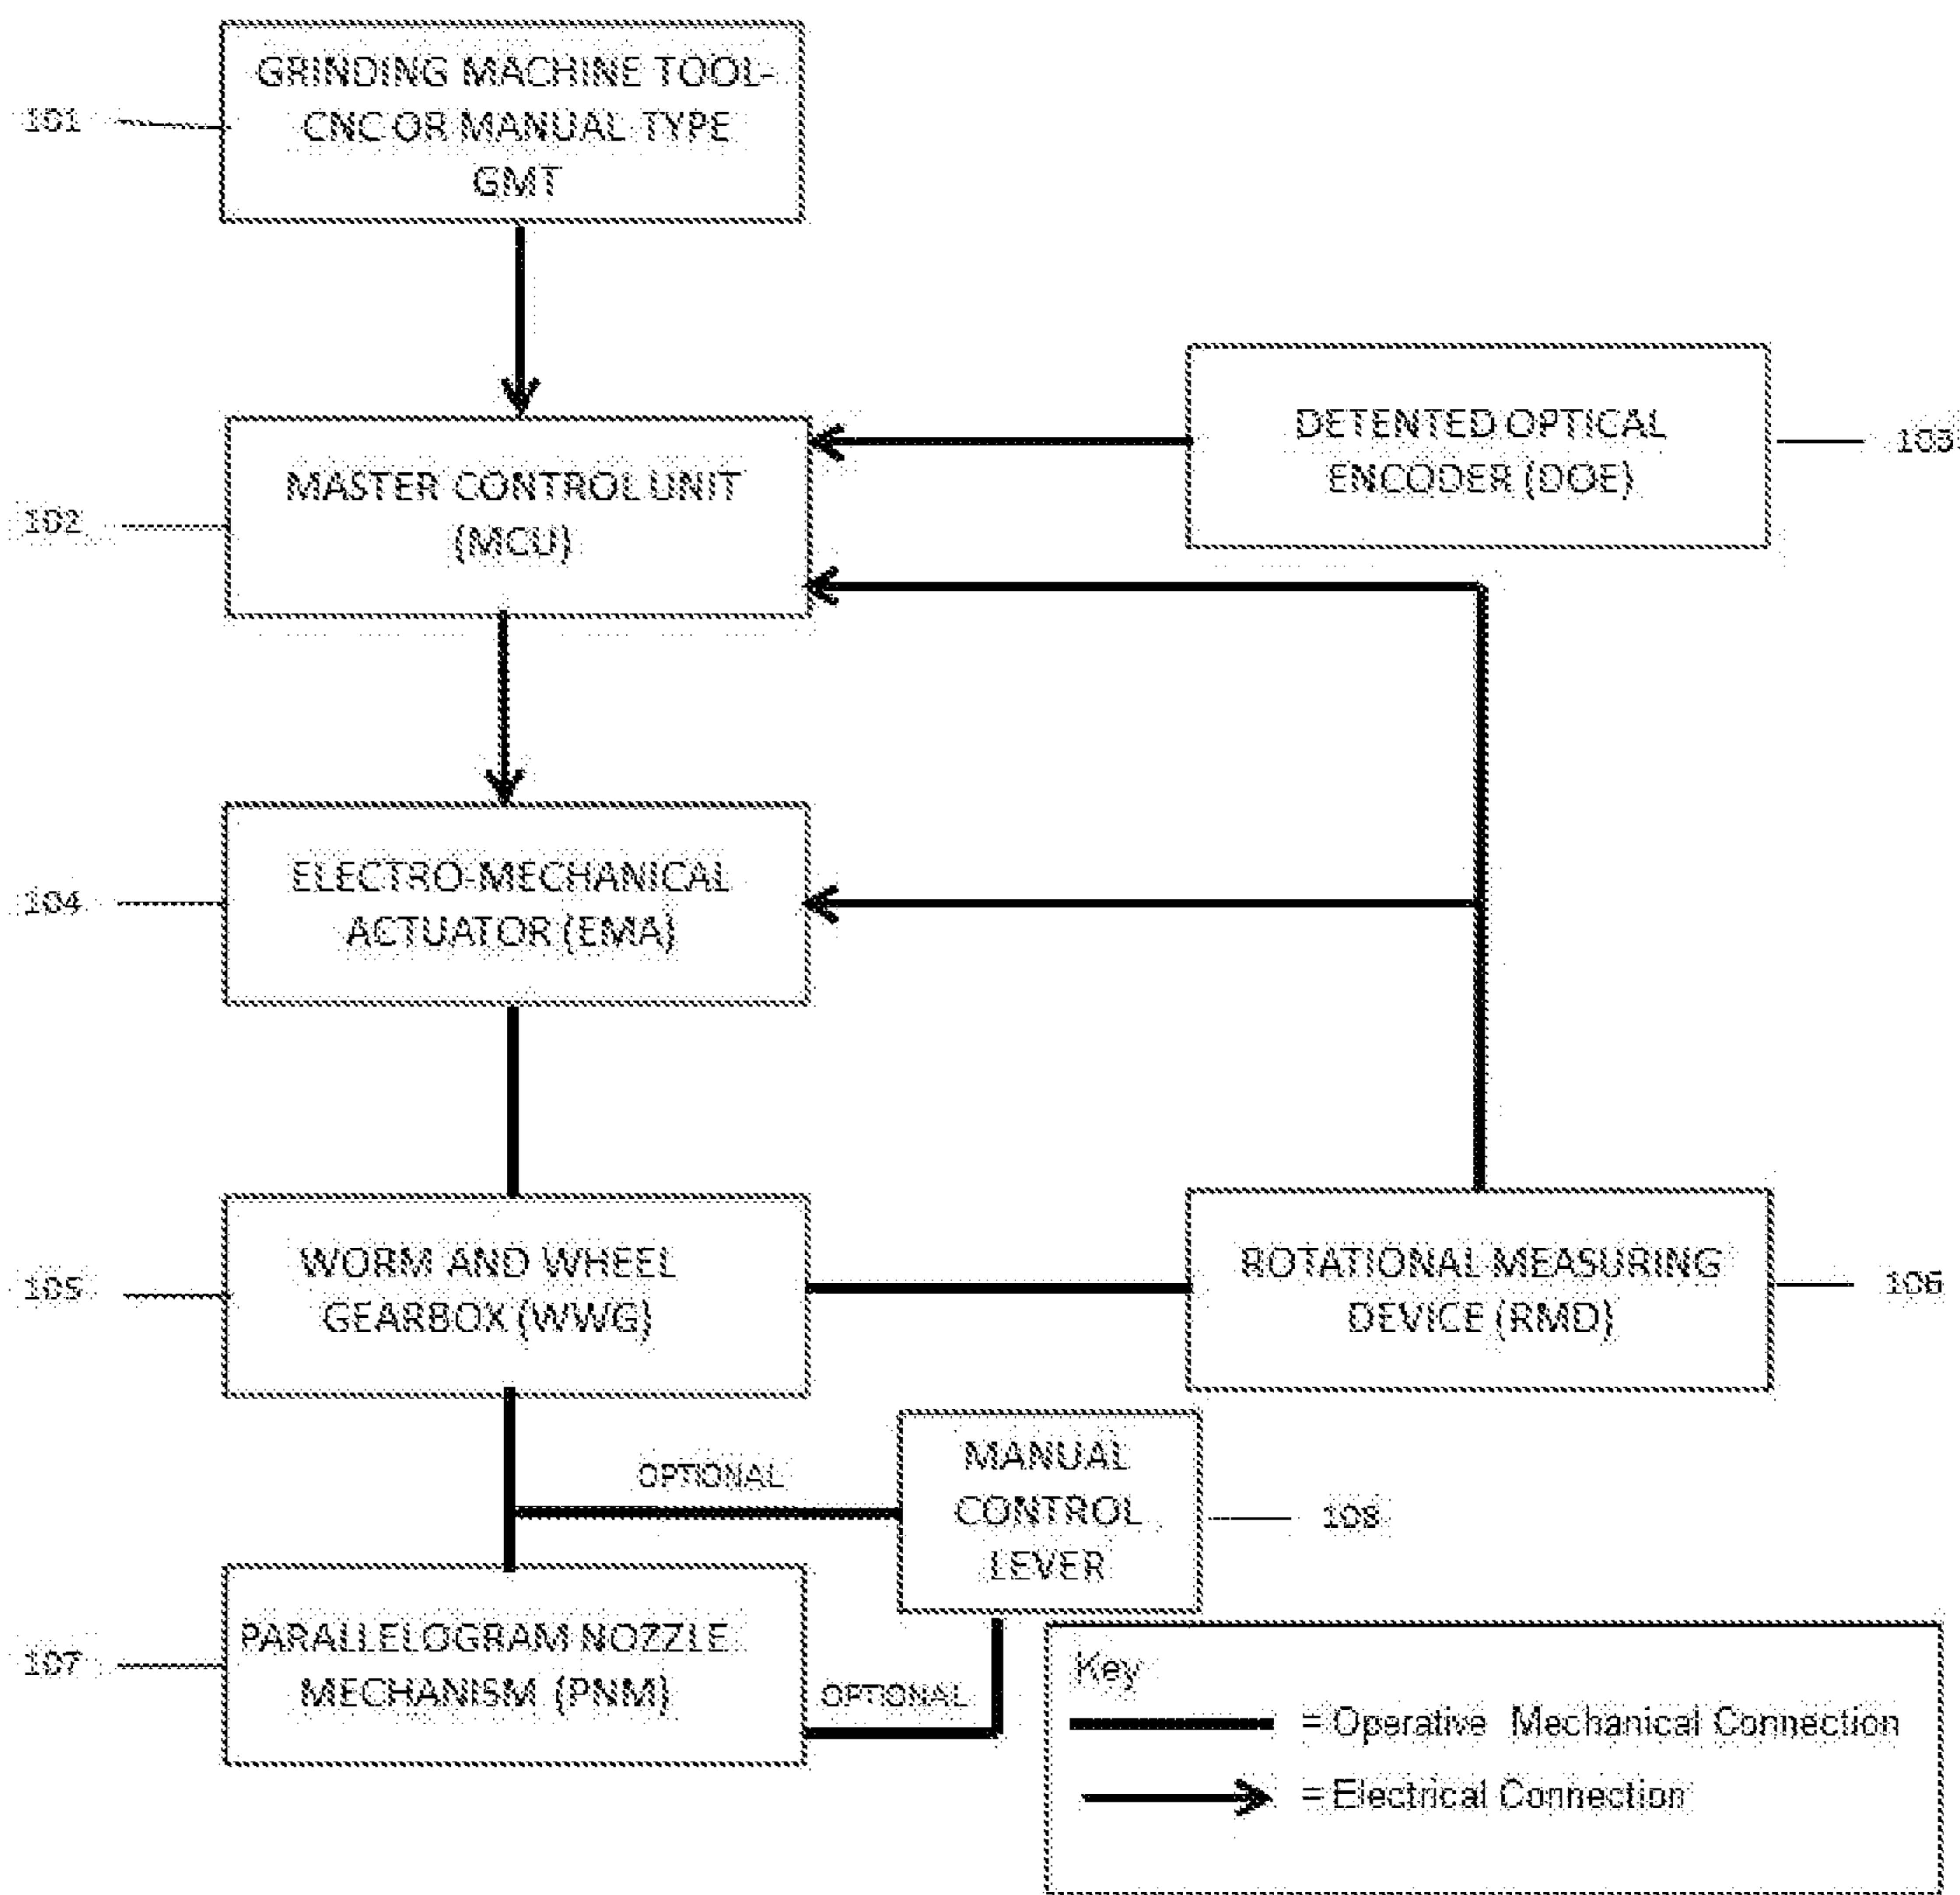 GRINDING MACHINE TOOL-
CNC OR MANUAL TYPE
GMT
101
MASTER CONTROL UNIT
(MCU)
102
DETENTED OPTICAL
ENCODER (DOE)
103
ELECTRO-MECHANICAL
ACTUATOR (EMA)
104
WORM AND WHEEL
GEARBOX (WWG)
105
ROTATIONAL MEASURING
DEVICE (RMD)
106
OPTIONAL
MANUAL
CONTROL
LEVER
108
PARALLELOGRAM NOZZLE
MECHANISM (PNM)
107
OPTIONAL
Key
= Operative Mechanical Connection
= Electrical Connection